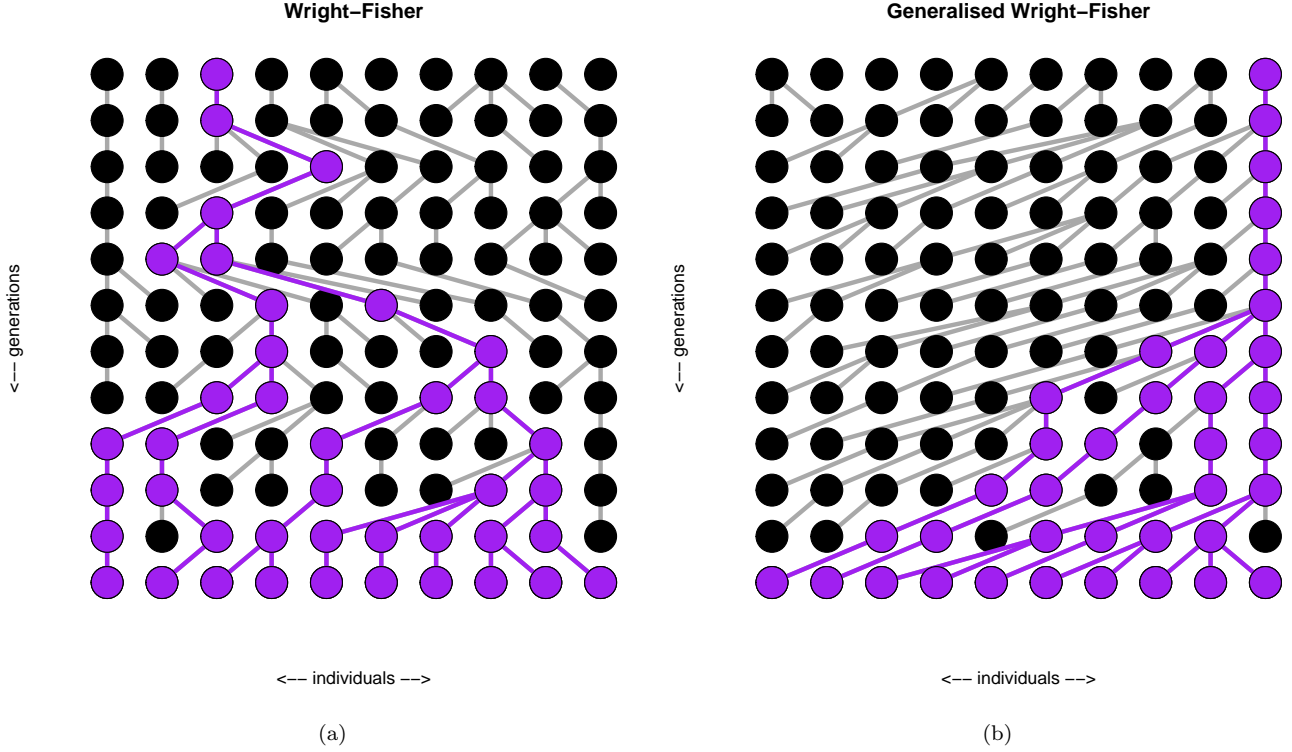 Wright−Fisher
Generalised Wright−Fisher
<−− generations
<−− generations
<−− individuals −−>
<−− individuals −−>
(a)
(b)